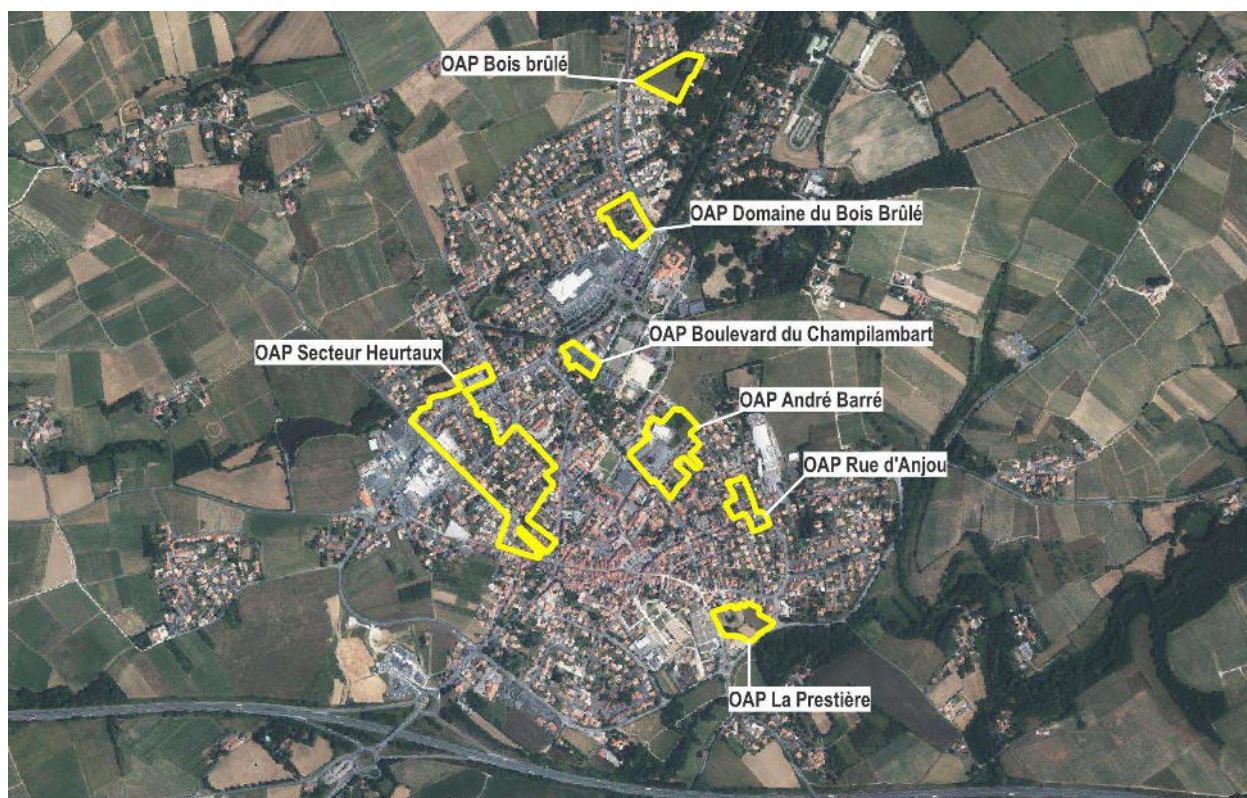 OAP Bois brûlé
OAP Domaine du Bois Brûlé
OAP Boulevard du Champilambart
OAP Secteur Heurtaux
OAP André Barré
OAP Rue d'Anjou
OAP La Prestière